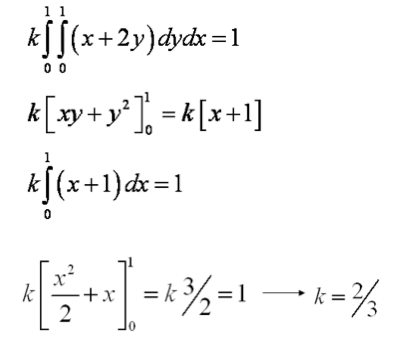 k∫₀¹∫₀¹(x+2y)dydx=1
k[xy+y²]₀¹=k[x+1]
k∫₀¹(x+1)dx=1
k[x²/2+x]₀¹=k 3/2=1 → k=2/3